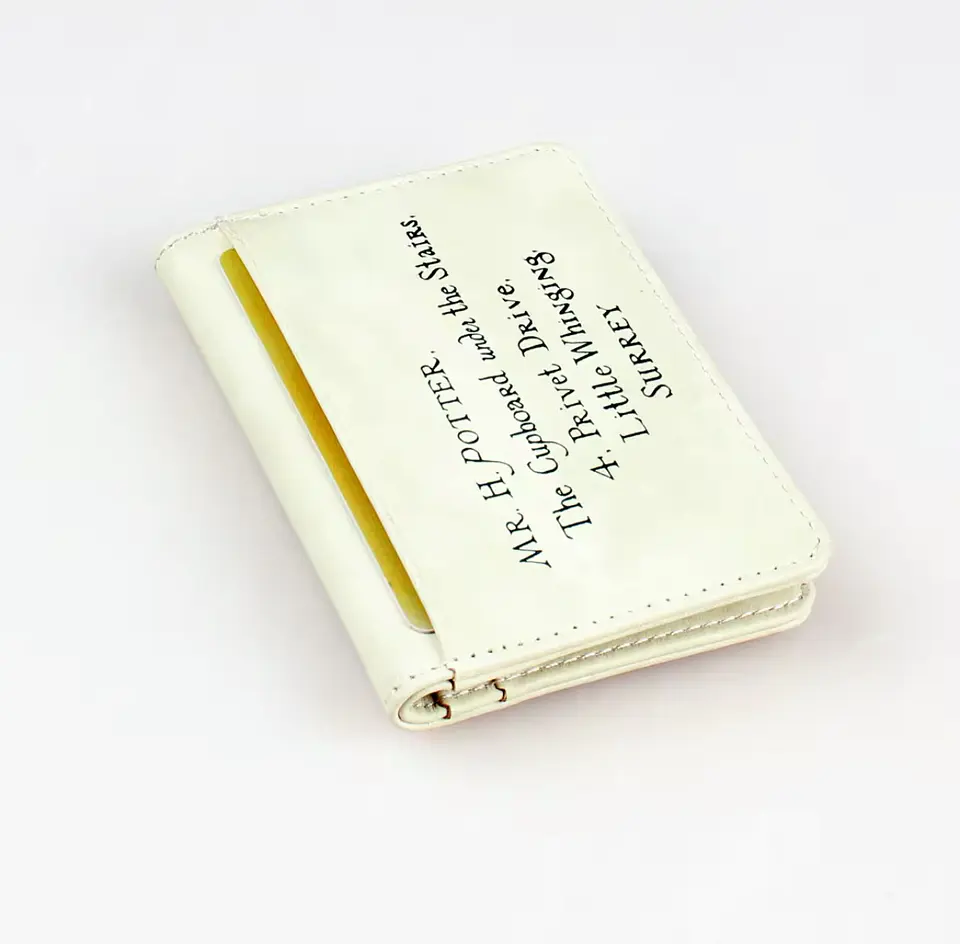 MR. H. POTTER,
The Cupboard under the Stairs,
4, Privet Drive,
Little Whinging,
SURREY